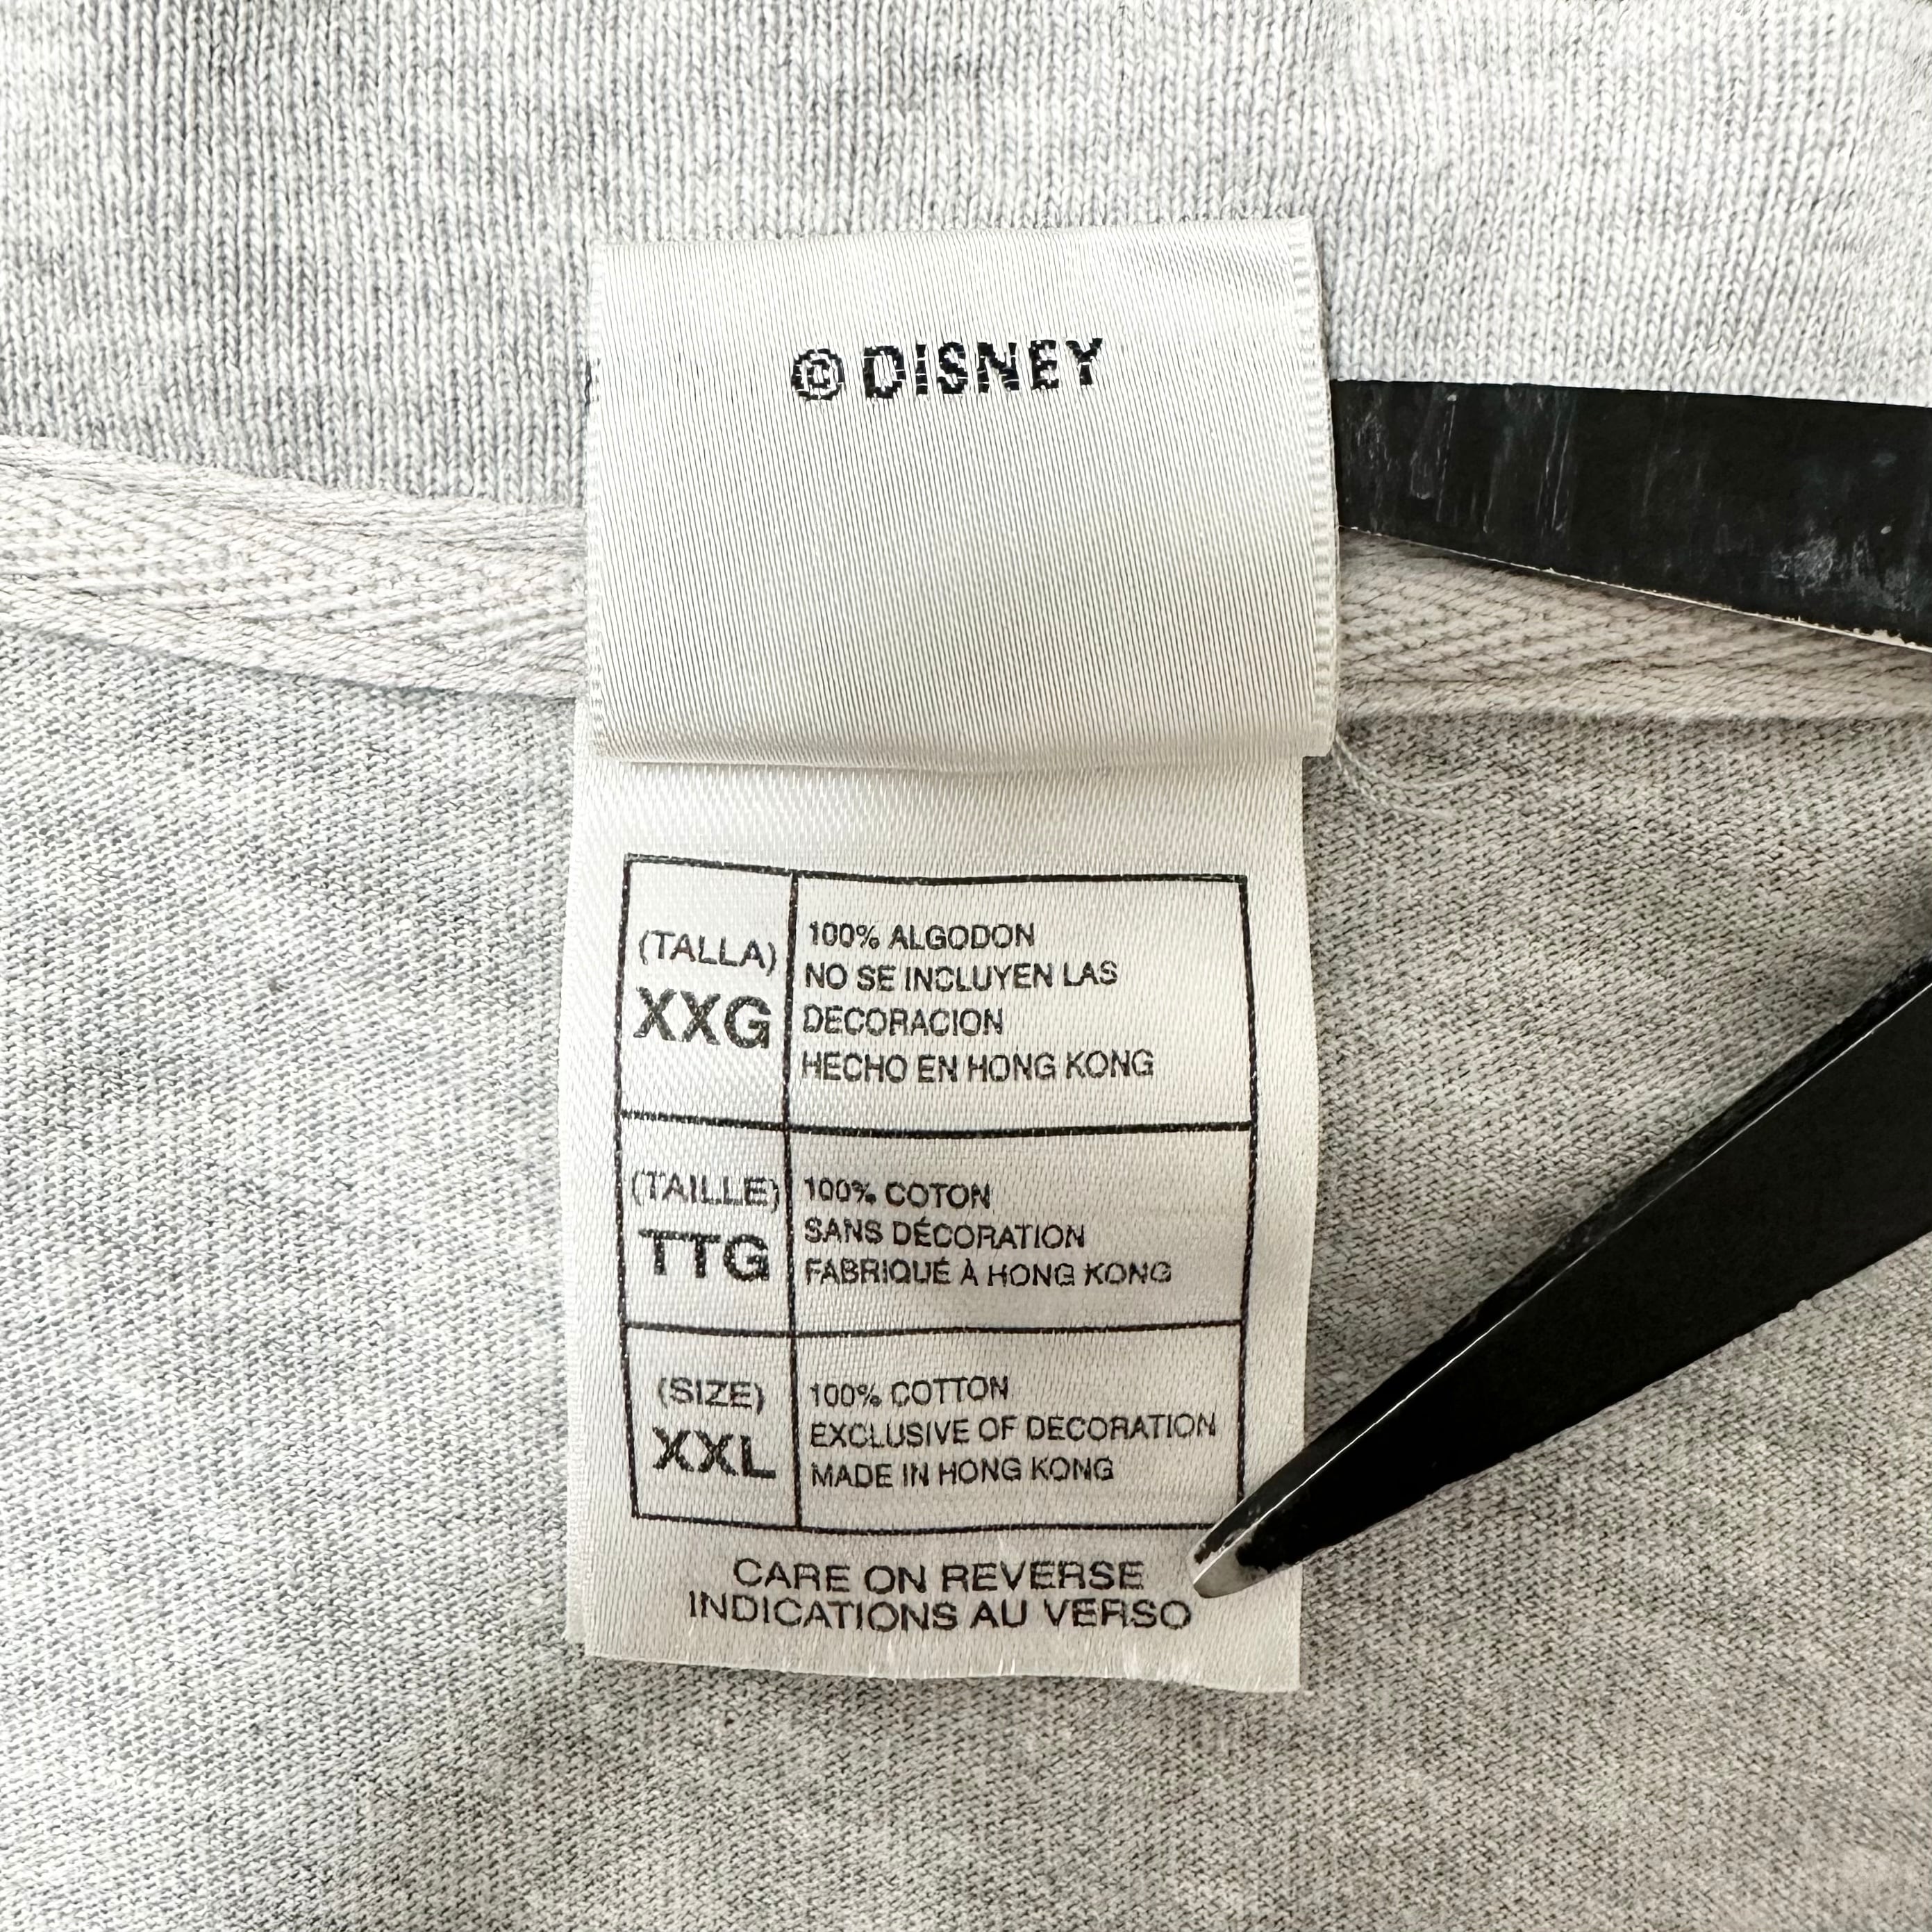 © DISNEY
(TALLA)
XXG
100% ALGODON
NO SE INCLUYEN LAS
DECORACION
HECHO EN HONG KONG
(TAILLE)
TTG
100% COTON
SANS DÉCORATION
FABRIQUÉ À HONG KONG
(SIZE)
XXL
100% COTTON
EXCLUSIVE OF DECORATION
MADE IN HONG KONG
CARE ON REVERSE
INDICATIONS AU VERSO